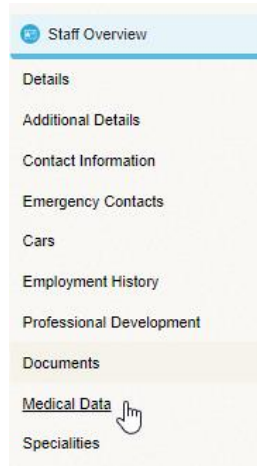 Staff Overview
Details
Additional Details
Contact Information
Emergency Contacts
Cars
Employment History
Professional Development
Documents
Medical Data
Specialities